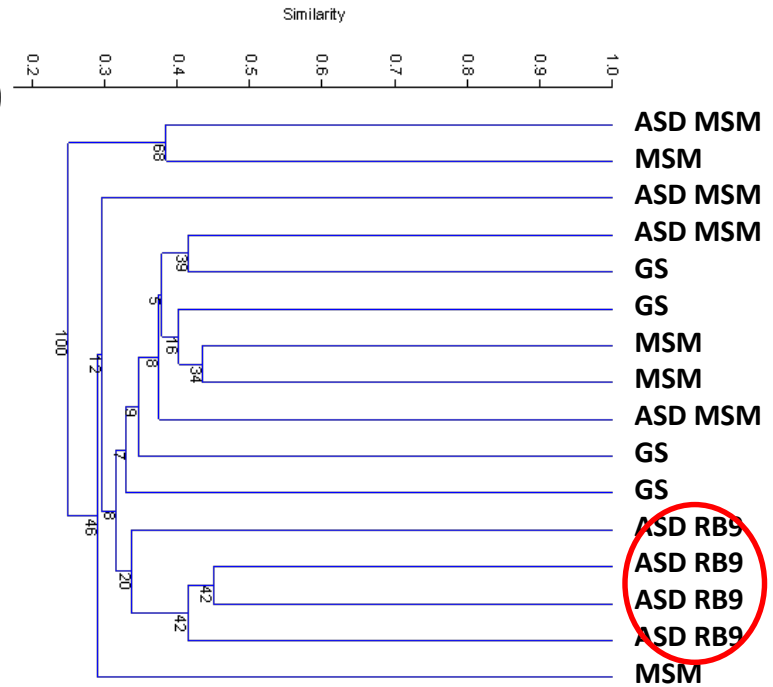 Similarity
0.2 0.3 0.4 0.5 0.6 0.7 0.8 0.9 1.0
ASD MSM
68
MSM
ASD MSM
ASD MSM
39
GS
5
GS
16
MSM
100
12
8
34
MSM
9
ASD MSM
7
GS
GS
46
8
ASD RB9
20
ASD RB9
42
ASD RB9
42
ASD RB9
MSM